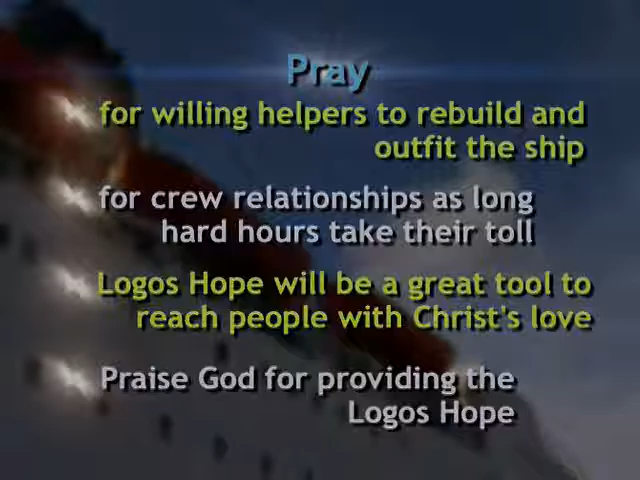 Pray
for willing helpers to rebuild and
outfit the ship
for crew relationships as long
hard hours take their toll
Logos Hope will be a great tool to
reach people with Christ's love
Praise God for providing the
Logos Hope